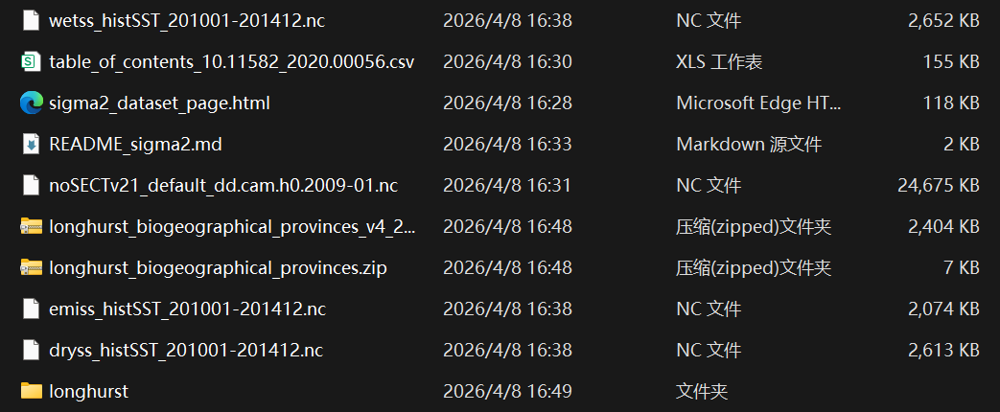 wetss_histSST_201001-201412.nc 2026/4/8 16:38 NC 文件 2,652 KB
table_of_contents_10.11582_2020.00056.csv 2026/4/8 16:30 XLS 工作表 155 KB
sigma2_dataset_page.html 2026/4/8 16:28 Microsoft Edge HT... 118 KB
README_sigma2.md 2026/4/8 16:33 Markdown 源文件 2 KB
noSECTv21_default_dd.cam.h0.2009-01.nc 2026/4/8 16:31 NC 文件 24,675 KB
longhurst_biogeographical_provinces_v4_2... 2026/4/8 16:48 压缩(zipped)文件夹 2,404 KB
longhurst_biogeographical_provinces.zip 2026/4/8 16:48 压缩(zipped)文件夹 7 KB
emiss_histSST_201001-201412.nc 2026/4/8 16:38 NC 文件 2,074 KB
dryss_histSST_201001-201412.nc 2026/4/8 16:38 NC 文件 2,613 KB
longhurst 2026/4/8 16:49 文件夹